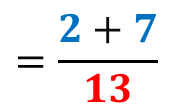 = 2 + 7
13